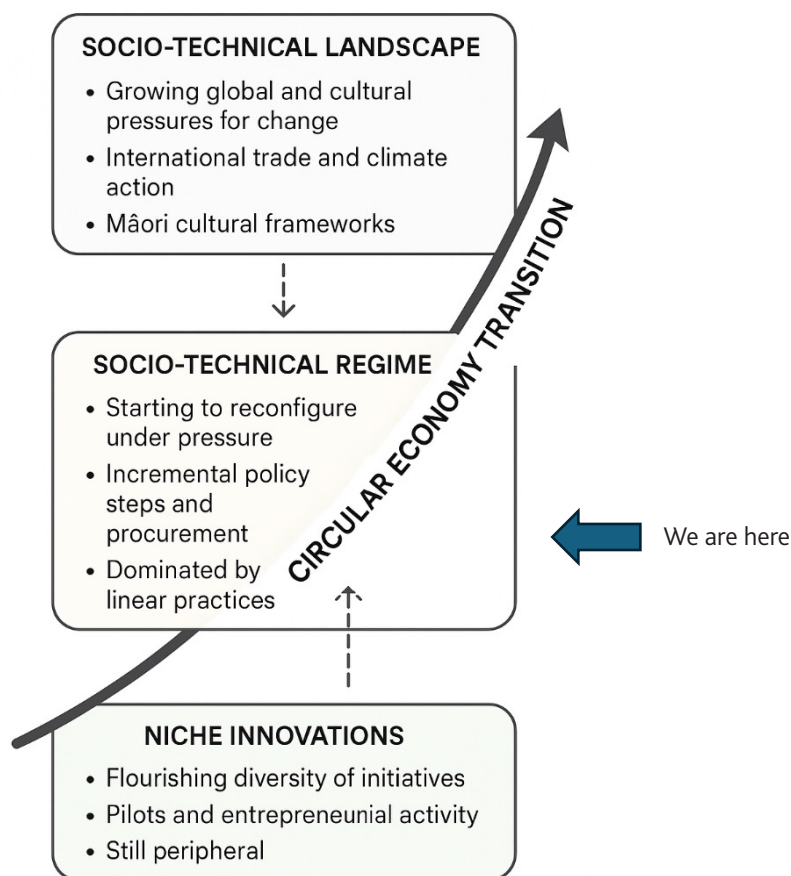 SOCIO-TECHNICAL LANDSCAPE
• Growing global and cultural
pressures for change
• International trade and climate
action
• Mâori cultural frameworks
SOCIO-TECHNICAL REGIME
• Starting to reconfigure
under pressure
• Incremental policy
steps and
procurement
• Dominated by
linear practices
CIRCULAR ECONOMY TRANSITION
We are here
NICHE INNOVATIONS
• Flourishing diversity of initiatives
• Pilots and entrepreneunial activity
• Still peripheral